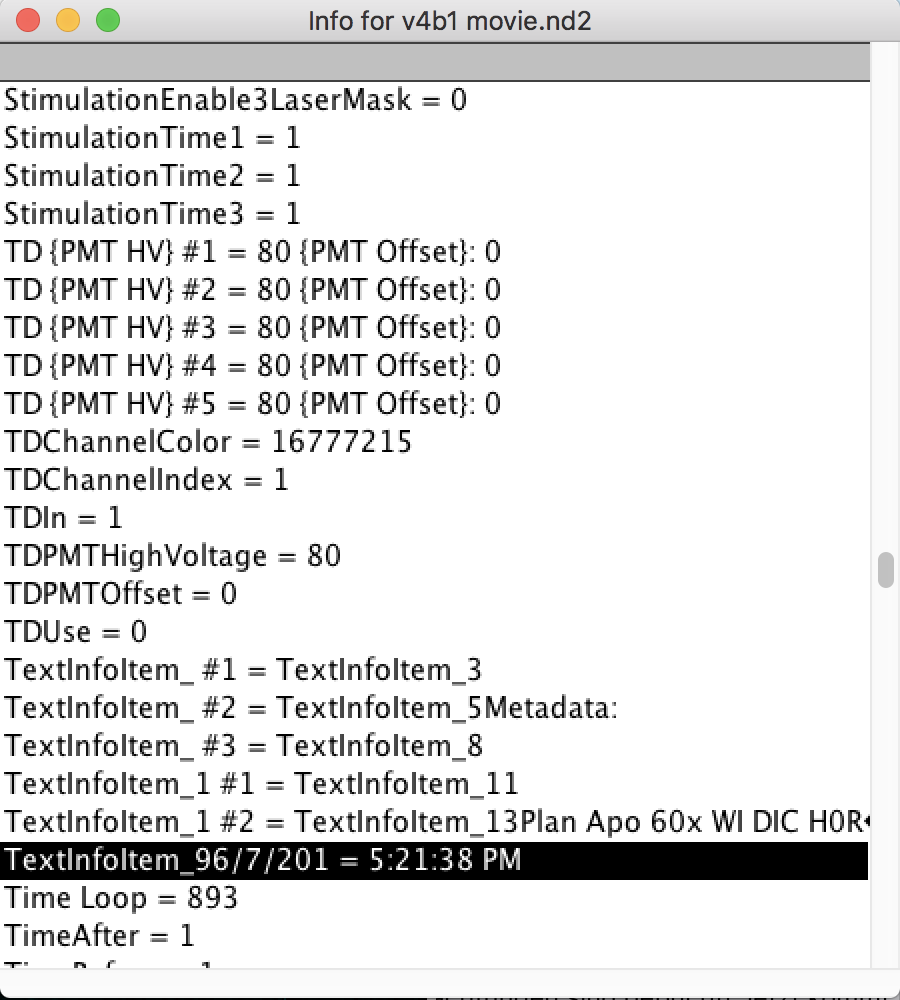 Info for v4b1 movie.nd2
StimulationEnable3LaserMask = 0
StimulationTime1 = 1
StimulationTime2 = 1
StimulationTime3 = 1
TD {PMT HV} #1 = 80 {PMT Offset}: 0
TD {PMT HV} #2 = 80 {PMT Offset}: 0
TD {PMT HV} #3 = 80 {PMT Offset}: 0
TD {PMT HV} #4 = 80 {PMT Offset}: 0
TD {PMT HV} #5 = 80 {PMT Offset}: 0
TDChannelColor = 16777215
TDChannelIndex = 1
TDIn = 1
TDPMTHighVoltage = 80
TDPMTOffset = 0
TDUse = 0
TextInfoItem_ #1 = TextInfoItem_3
TextInfoItem_ #2 = TextInfoItem_5Metadata:
TextInfoItem_ #3 = TextInfoItem_8
TextInfoItem_1 #1 = TextInfoItem_11
TextInfoItem_1 #2 = TextInfoItem_13Plan Apo 60x WI DIC H0R
TextInfoItem_96/7/201 = 5:21:38 PM
Time Loop = 893
TimeAfter = 1